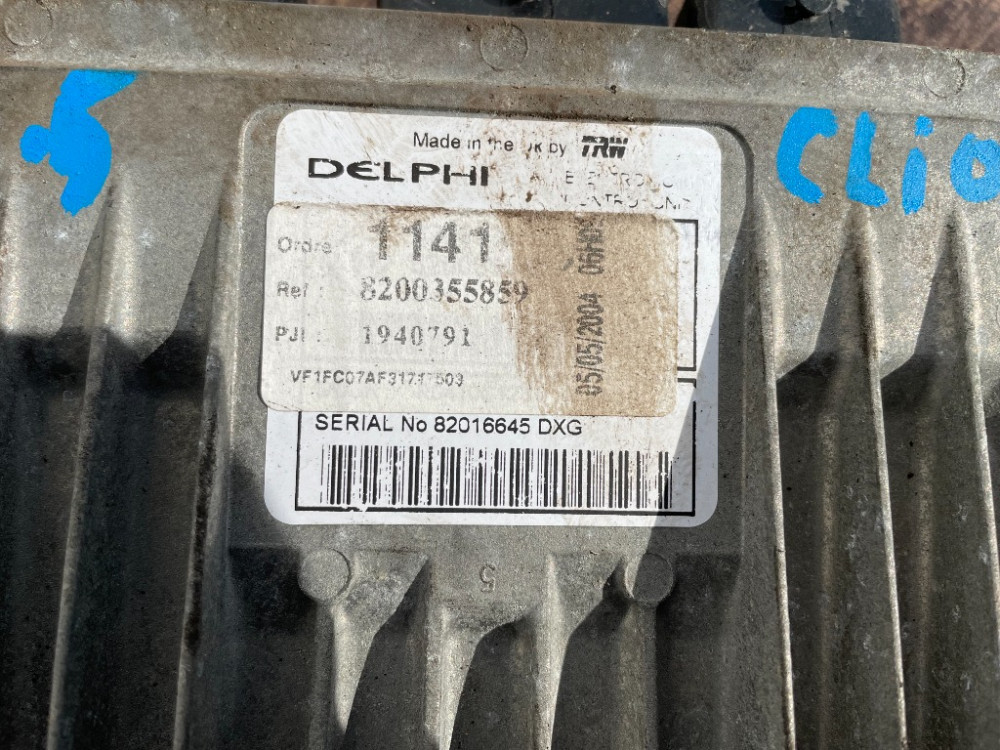 5
CLiO
Made in the UK by TRW
DELPHI
Ordre 1141
Ref : 8200355859
PJI : 1940791
05/05/2004
SERIAL No 82016645 DXG
5